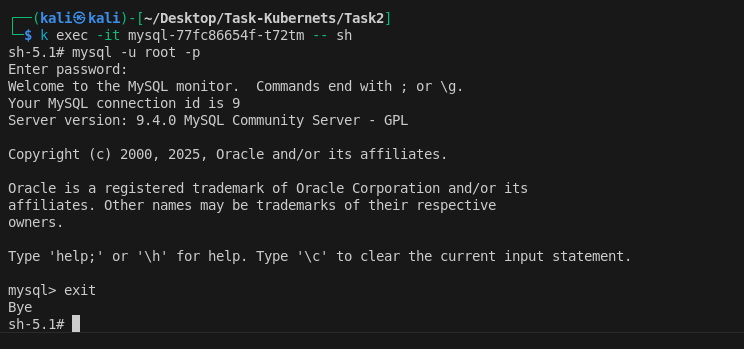 (kali㉿kali)-[~/Desktop/Task-Kubernets/Task2]
$ k exec -it mysql-77fc86654f-t72tm -- sh
sh-5.1# mysql -u root -p
Enter password:
Welcome to the MySQL monitor.  Commands end with ; or \g.
Your MySQL connection id is 9
Server version: 9.4.0 MySQL Community Server - GPL
Copyright (c) 2000, 2025, Oracle and/or its affiliates.
Oracle is a registered trademark of Oracle Corporation and/or its
affiliates. Other names may be trademarks of their respective
owners.
Type 'help;' or '\h' for help. Type '\c' to clear the current input statement.
mysql> exit
Bye
sh-5.1#